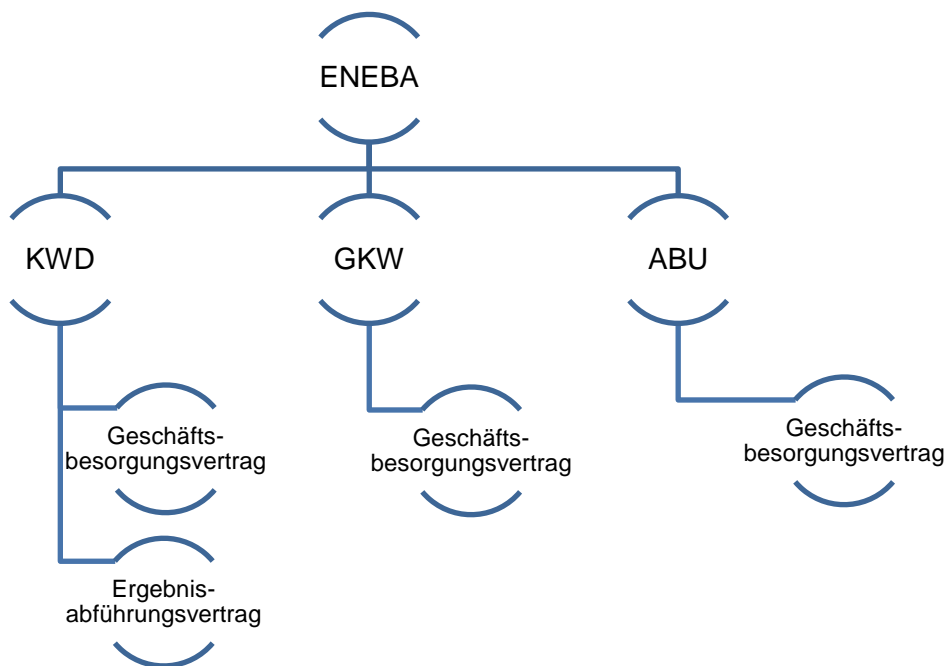 ENEBA
KWD
GKW
ABU
Geschäfts-
besorgungsvertrag
Geschäfts-
besorgungsvertrag
Geschäfts-
besorgungsvertrag
Ergebnis-
abführungsvertrag